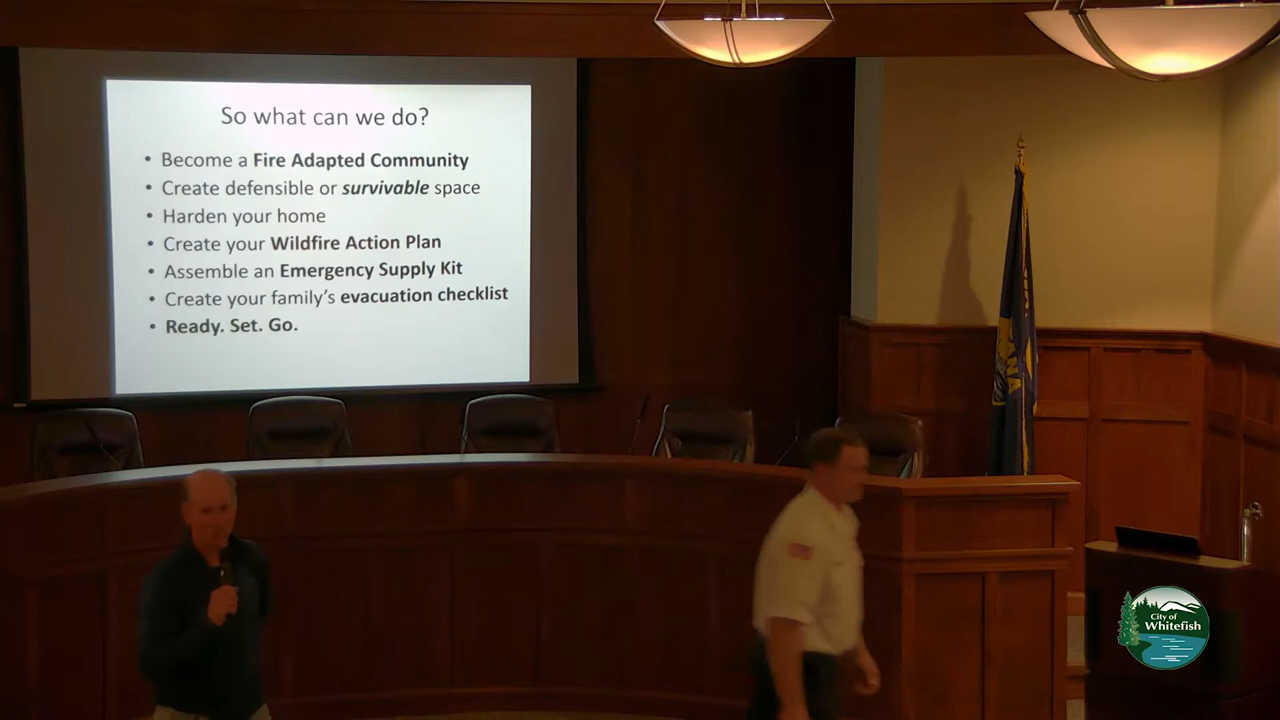 So what can we do?
• Become a Fire Adapted Community
• Create defensible or survivable space
• Harden your home
• Create your Wildfire Action Plan
• Assemble an Emergency Supply Kit
• Create your family's evacuation checklist
• Ready. Set. Go.
City of
Whitefish